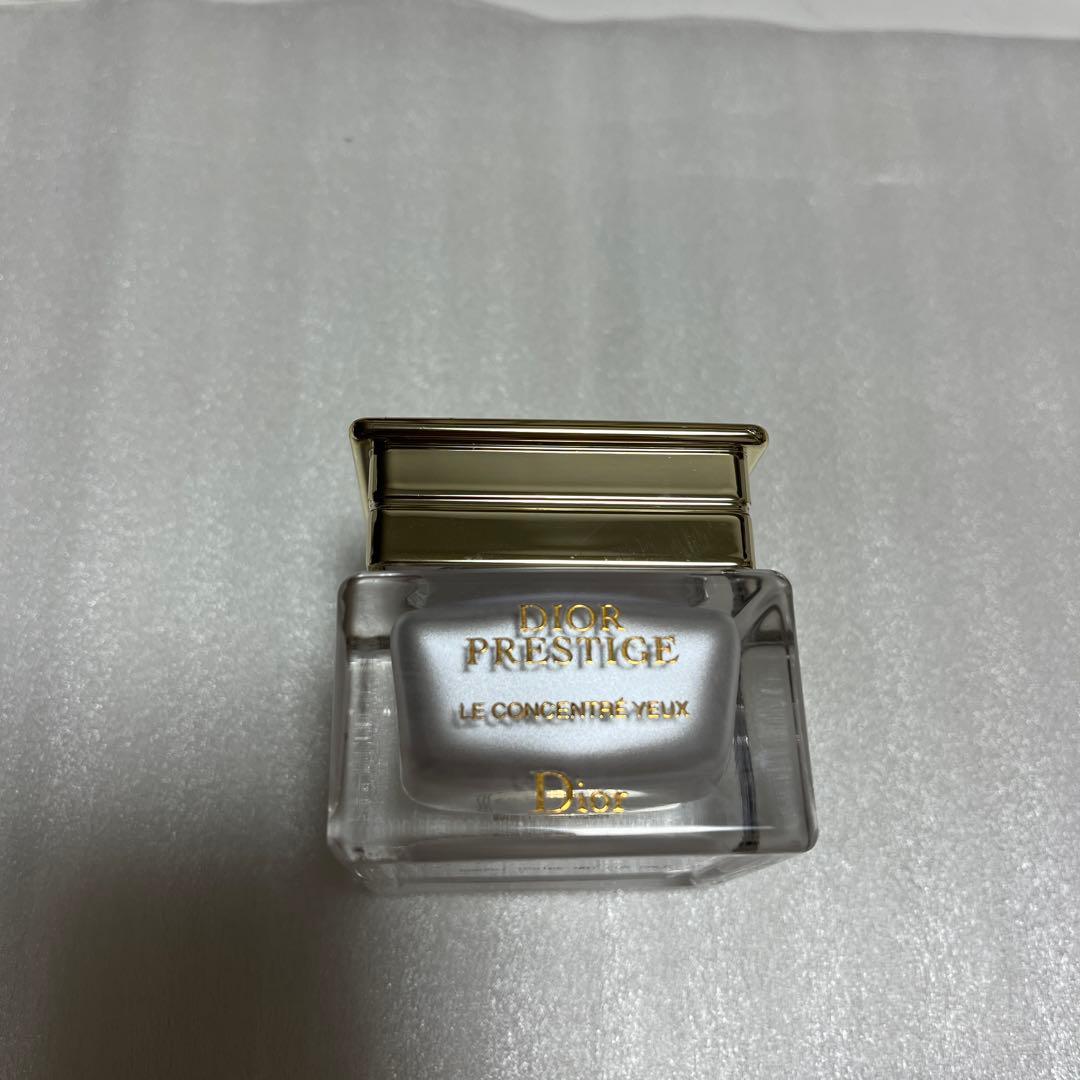 DIOR
PRESTIGE
LE CONCENTRÉ YEUX
Dior